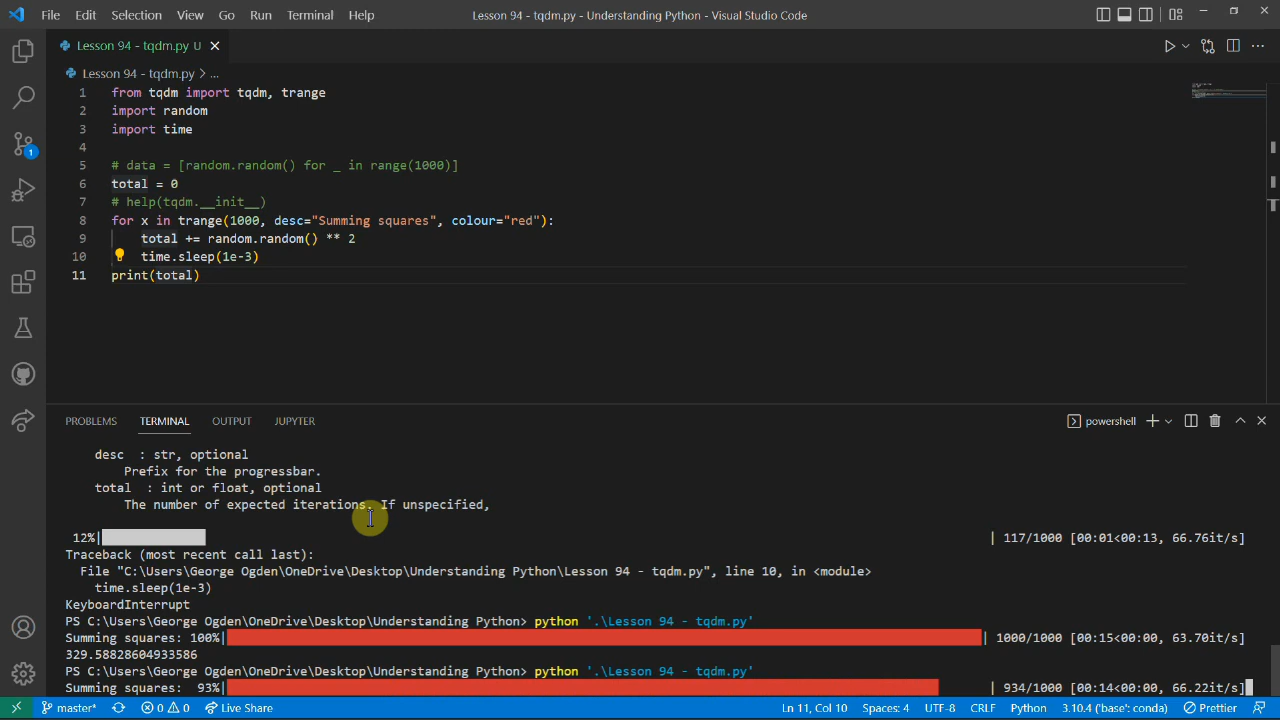 File Edit Selection View Go Run Terminal Help Lesson 94 - tqdm.py - Understanding Python - Visual Studio Code
Lesson 94 - tqdm.py U
Lesson 94 - tqdm.py > ...
1 from tqdm import tqdm, trange
2 import random
3 import time
4
5 # data = [random.random() for _ in range(1000)]
6 total = 0
7 # help(tqdm.__init__)
8 for x in trange(1000, desc="Summing squares", colour="red"):
9 total += random.random() ** 2
10 time.sleep(1e-3)
11 print(total)
1
PROBLEMS TERMINAL OUTPUT JUPYTER powershell
desc : str, optional
Prefix for the progressbar.
total : int or float, optional
The number of expected iterations. If unspecified,
12%| | 117/1000 [00:01<00:13, 66.76it/s]
Traceback (most recent call last):
File "C:\Users\George Ogden\OneDrive\Desktop\Understanding Python\Lesson 94 - tqdm.py", line 10, in <module>
time.sleep(1e-3)
KeyboardInterrupt
PS C:\Users\George Ogden\OneDrive\Desktop\Understanding Python> python '.\Lesson 94 - tqdm.py'
Summing squares: 100%| | 1000/1000 [00:15<00:00, 63.70it/s]
329.58828604933586
PS C:\Users\George Ogden\OneDrive\Desktop\Understanding Python> python '.\Lesson 94 - tqdm.py'
Summing squares: 93%| | 934/1000 [00:14<00:00, 66.22it/s]
master* 0 0 Live Share Ln 11, Col 10 Spaces: 4 UTF-8 CRLF Python 3.10.4 ('base': conda) Prettier